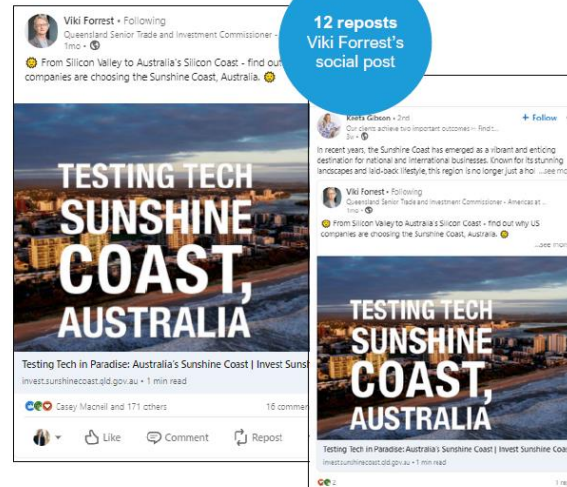 Viki Forrest • Following
Queensland Senior Trade and Investment Commissioner -
1mo •
From Silicon Valley to Australia's Silicon Coast - find out
companies are choosing the Sunshine Coast, Australia.
TESTING TECH
SUNSHINE
COAST,
AUSTRALIA
Testing Tech in Paradise: Australia's Sunshine Coast | Invest Sunsh
invest.sunshinecoast.qld.gov.au • 1 min read
Casey Macneil and 171 others
16 commen
Like
Comment
Repost
12 reposts
Viki Forrest's
social post
Gibson • 2nd
+ Follow
Our clients achieve two important outcomes -- Find t...
In recent years, the Sunshine Coast has emerged as a vibrant and enticing
destination for national and international businesses. Known for its stunning
landscapes and laid-back lifestyle, this region is no longer just a hol ...see mo
Viki Forrest • Following
Queensland Senior Trade and Investment Commissioner - Americas at ...
1mo •
From Silicon Valley to Australia's Silicon Coast - find out why US
companies are choosing the Sunshine Coast, Australia.
...see mor
TESTING TECH
SUNSHINE
COAST,
AUSTRALIA
Testing Tech in Paradise: Australia's Sunshine Coast | Invest Sunshine Coas
invest.sunshinecoast.qld.gov.au • 1 min read
2
1 re